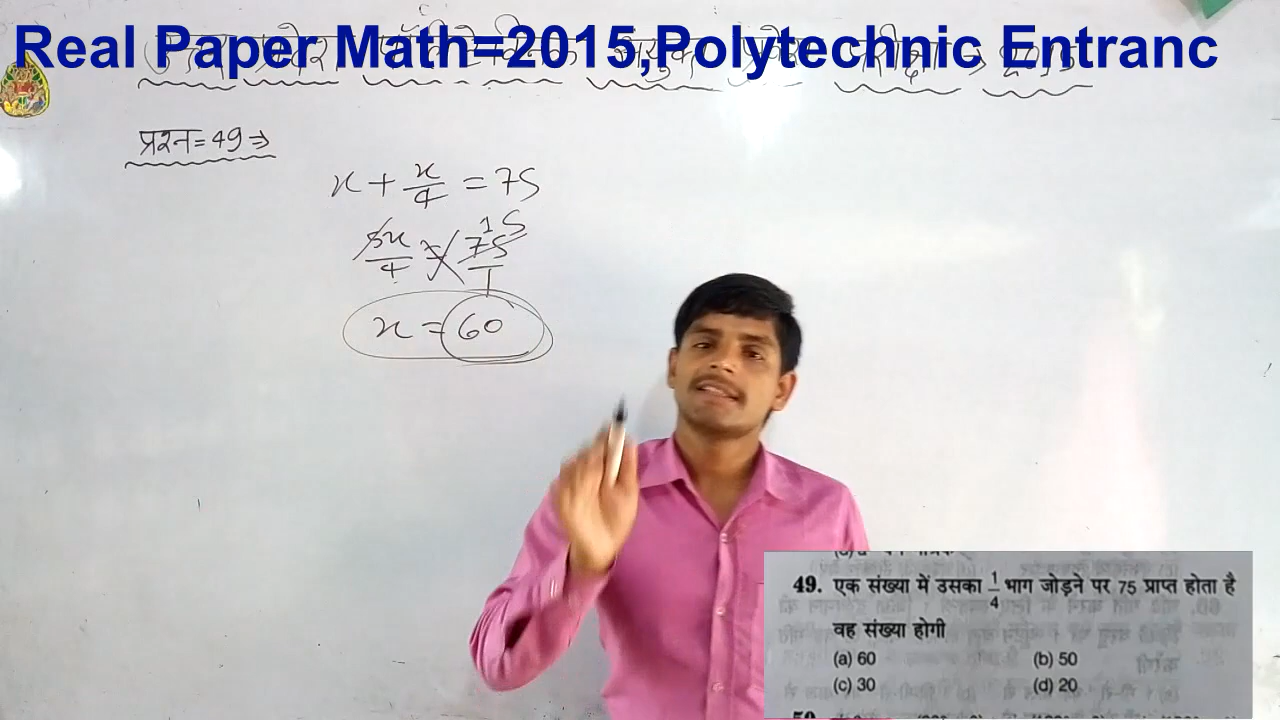 Real Paper Math=2015,Polytechnic Entranc
प्रश्न=49⇒
x + x/4 = 75
5x/4 = 75/1
15
x = 60
49. एक संख्या में उसका 1/4 भाग जोड़ने पर 75 प्राप्त होता है
वह संख्या होगी
(a) 60 (b) 50
(c) 30 (d) 20